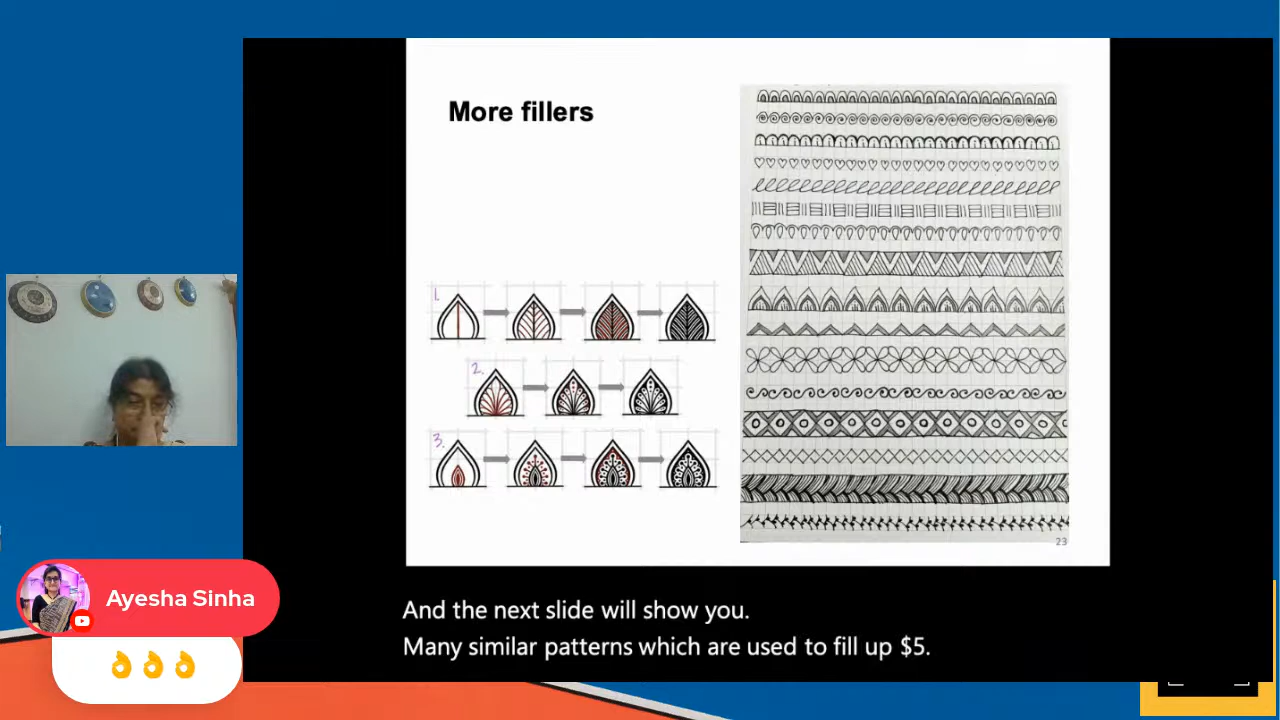 More fillers
1.
2.
3.
23
Ayesha Sinha
And the next slide will show you.
Many similar patterns which are used to fill up $5.